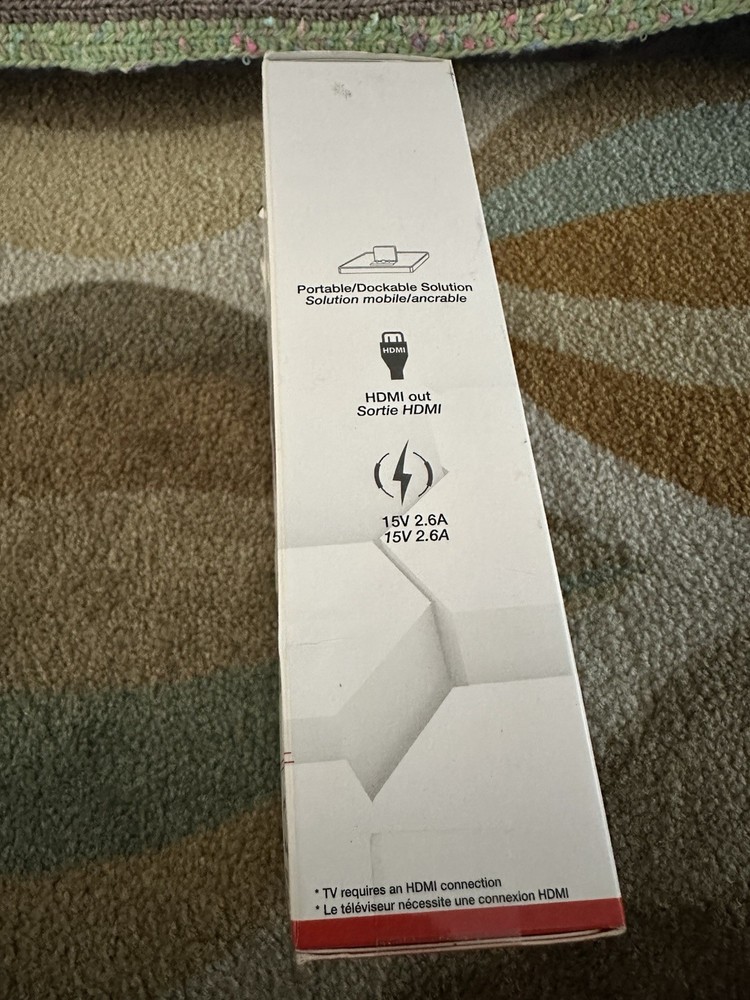 Portable/Dockable Solution
Solution mobile/ancrable
HDMI
HDMI out
Sortie HDMI
15V 2.6A
15V 2.6A
* TV requires an HDMI connection
* Le téléviseur nécessite une connexion HDMI